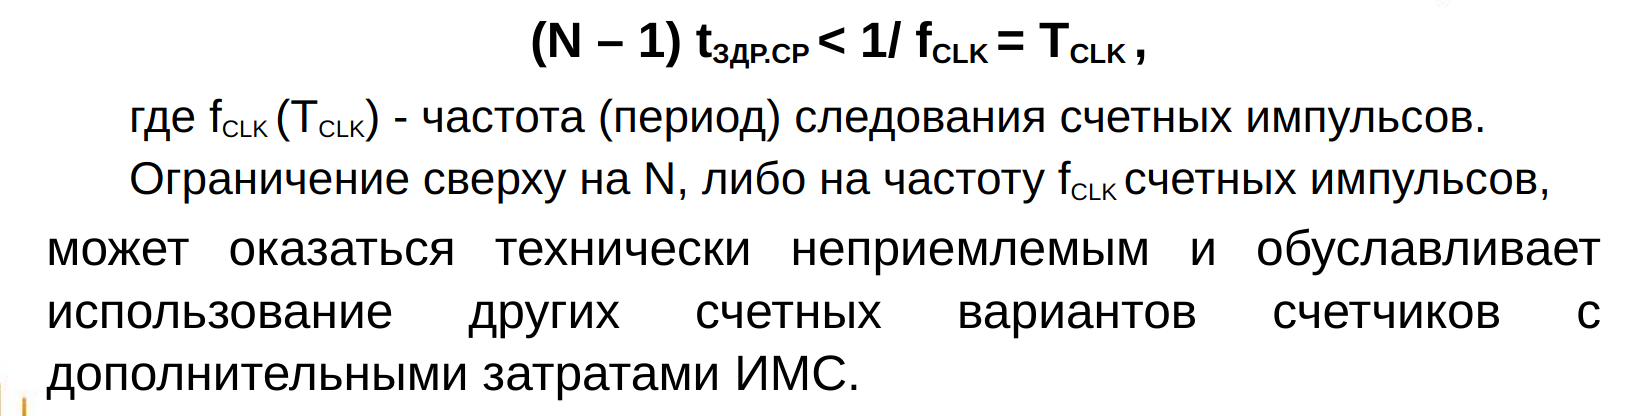 (N – 1) tЗДР.СР < 1/ fCLK = TCLK ,
где fCLK (TCLK) - частота (период) следования счетных импульсов.
Ограничение сверху на N, либо на частоту fCLK счетных импульсов,
может оказаться технически неприемлемым и обуславливает
использование других счетных вариантов счетчиков с
дополнительными затратами ИМС.